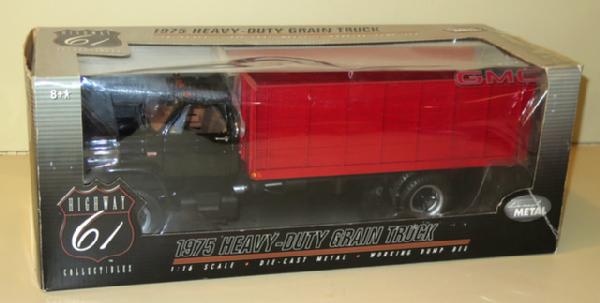 HIGHWAY
61
1975 HEAVY-DUTY GRAIN TRUCK
8+
GMC
HIGHWAY
61
COLLECTIBLES
METAL
1975 HEAVY-DUTY GRAIN TRUCK
1:16 SCALE • DIE-CAST METAL • WORKING DUMP BED